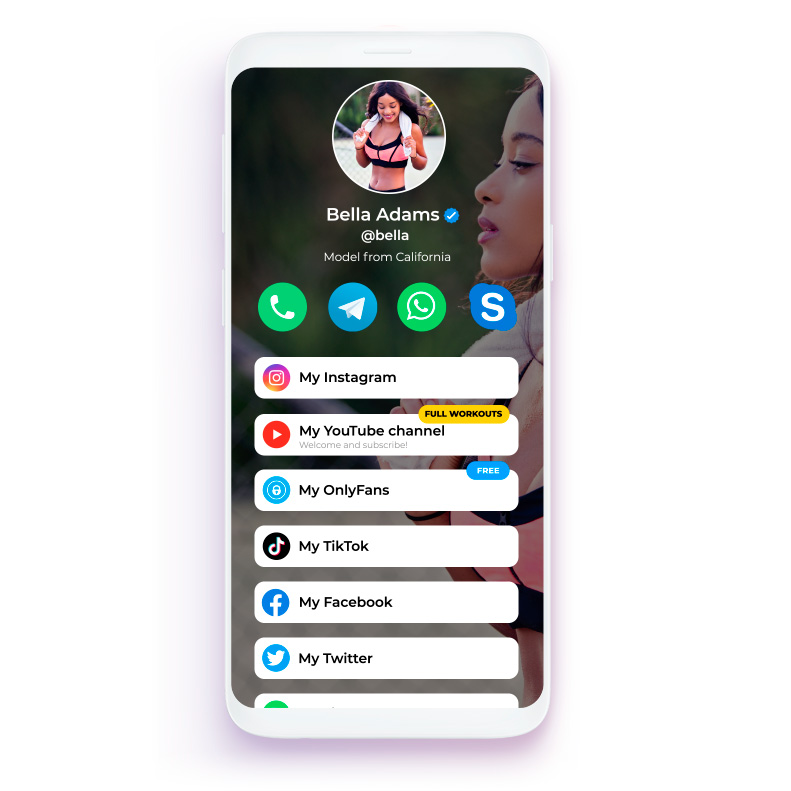 Bella Adams
@bella
Model from California
My Instagram
FULL WORKOUTS
My YouTube channel
Welcome and subscribe!
FREE
My OnlyFans
My TikTok
My Facebook
My Twitter